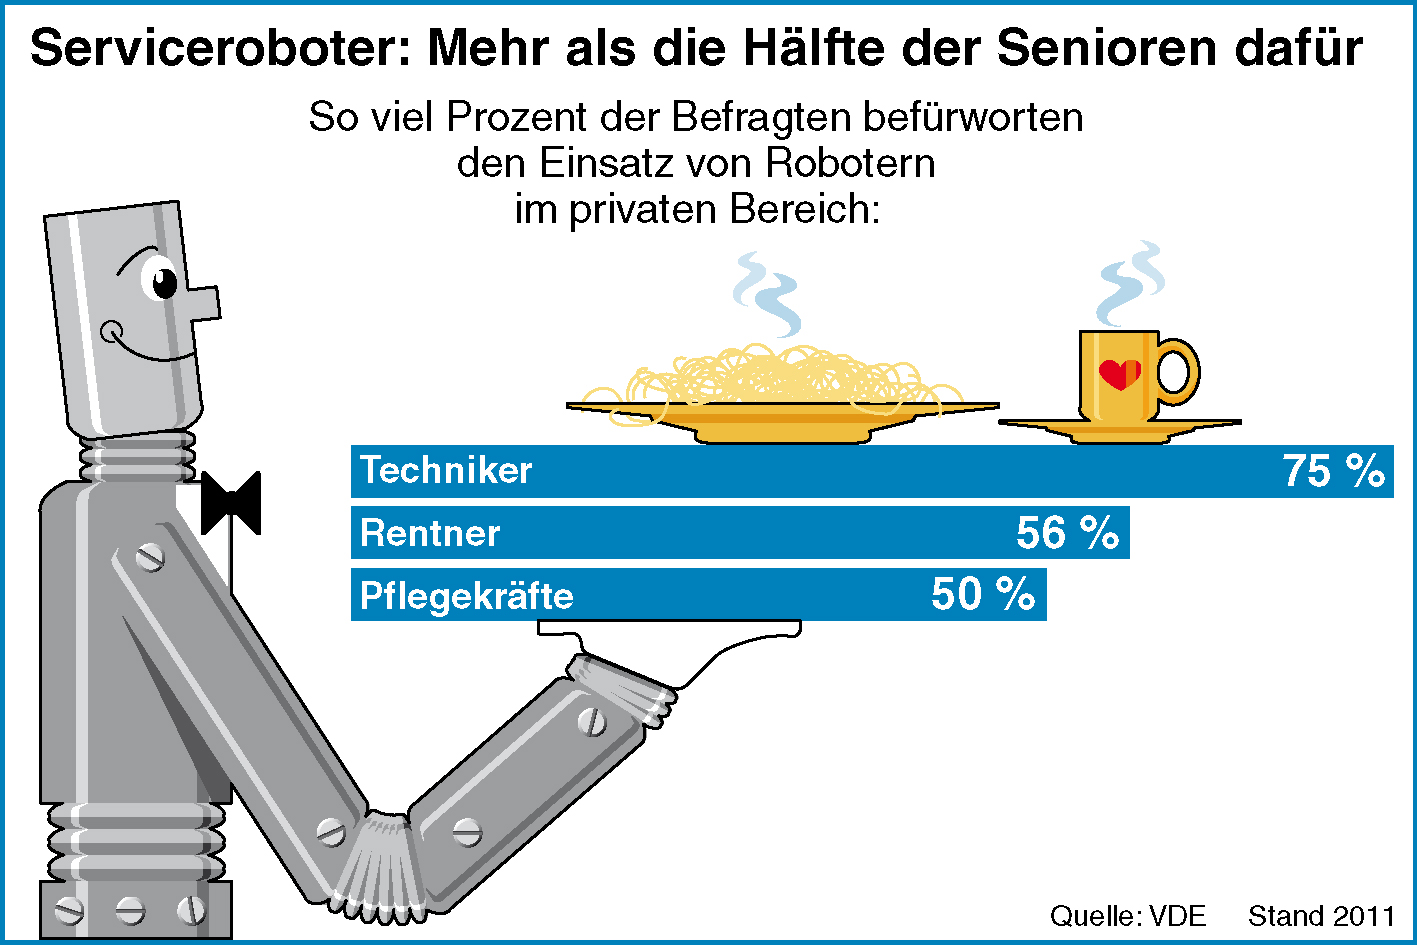 Serviceroboter: Mehr als die Hälfte der Senioren dafür
So viel Prozent der Befragten befürworten
den Einsatz von Robotern
im privaten Bereich:
Techniker 75 %
Rentner 56 %
Pflegekräfte 50 %
Quelle: VDE Stand 2011